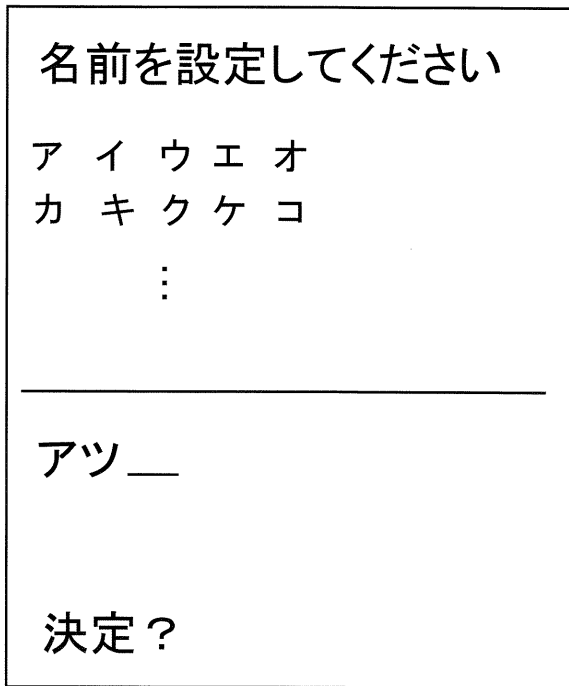 名前を設定してください
ア イ ウ エ オ
カ キ ク ケ コ
⋮
アツ__
決定？